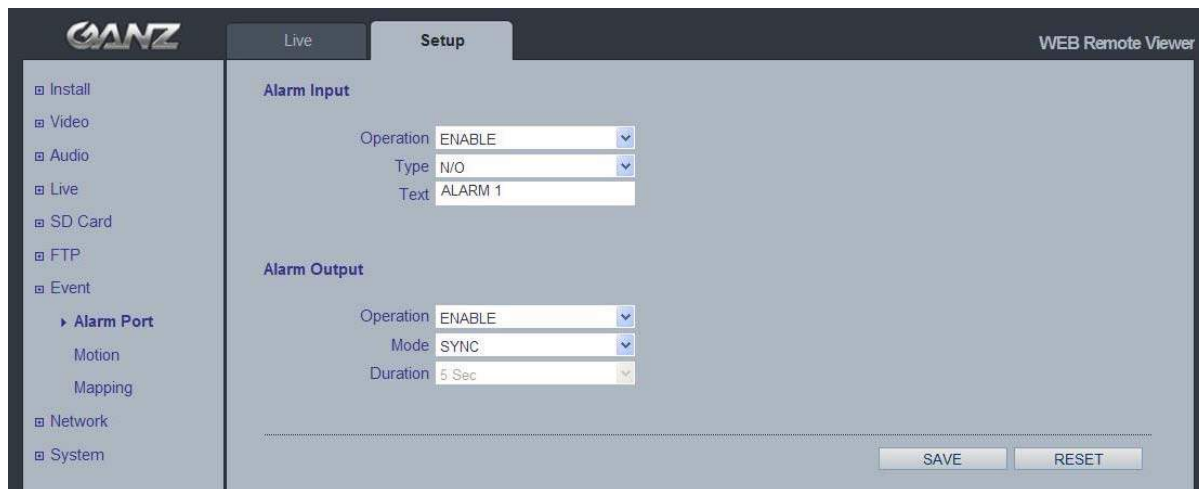 GANZ
Live
Setup
WEB Remote Viewer
Install
Video
Audio
Live
SD Card
FTP
Event
Alarm Port
Motion
Mapping
Network
System
Alarm Input
Operation ENABLE
Type N/O
Text ALARM 1
Alarm Output
Operation ENABLE
Mode SYNC
Duration 5 Sec
SAVE
RESET